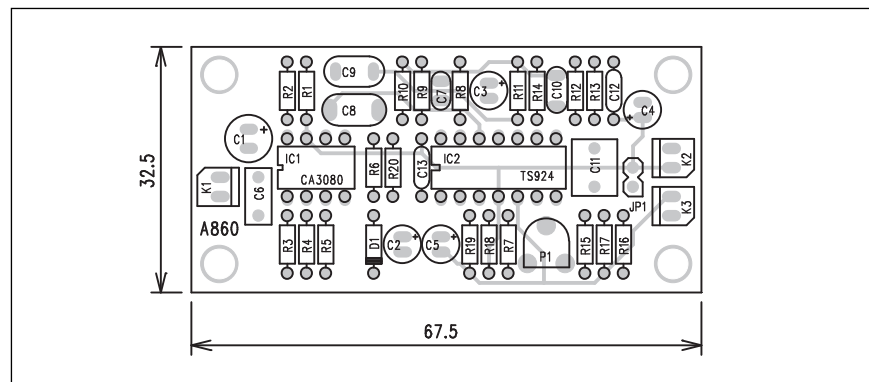 R2 R1 C9 C8 R10 R9 C7 R8 C3 R11 R14 C10 R12 R13 C12 C4
C1 IC1 CA3080 R6 R20 C13 IC2 TS924 C11 K2
K1 C6 JP1 K3
A860
R3 R4 R5 D1 C2 C5 R19 R18 R7 P1 R15 R17 R16
32.5
67.5